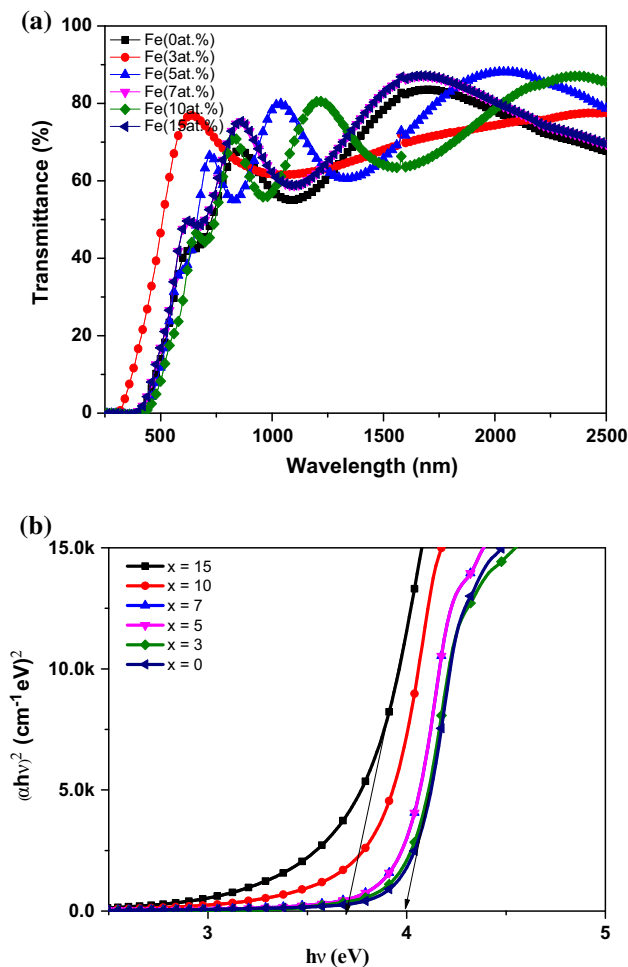 (a)
100
80
60
40
20
0
Transmittance (%)
Fe(0at.%)
Fe(3at.%)
Fe(5at.%)
Fe(7at.%)
Fe(10at.%)
Fe(15at.%)
500
1000
1500
2000
2500
Wavelength (nm)
(b)
15.0k
10.0k
5.0k
0.0
(αhν)² (cm⁻¹ eV)²
x = 15
x = 10
x = 7
x = 5
x = 3
x = 0
3
4
5
hν (eV)